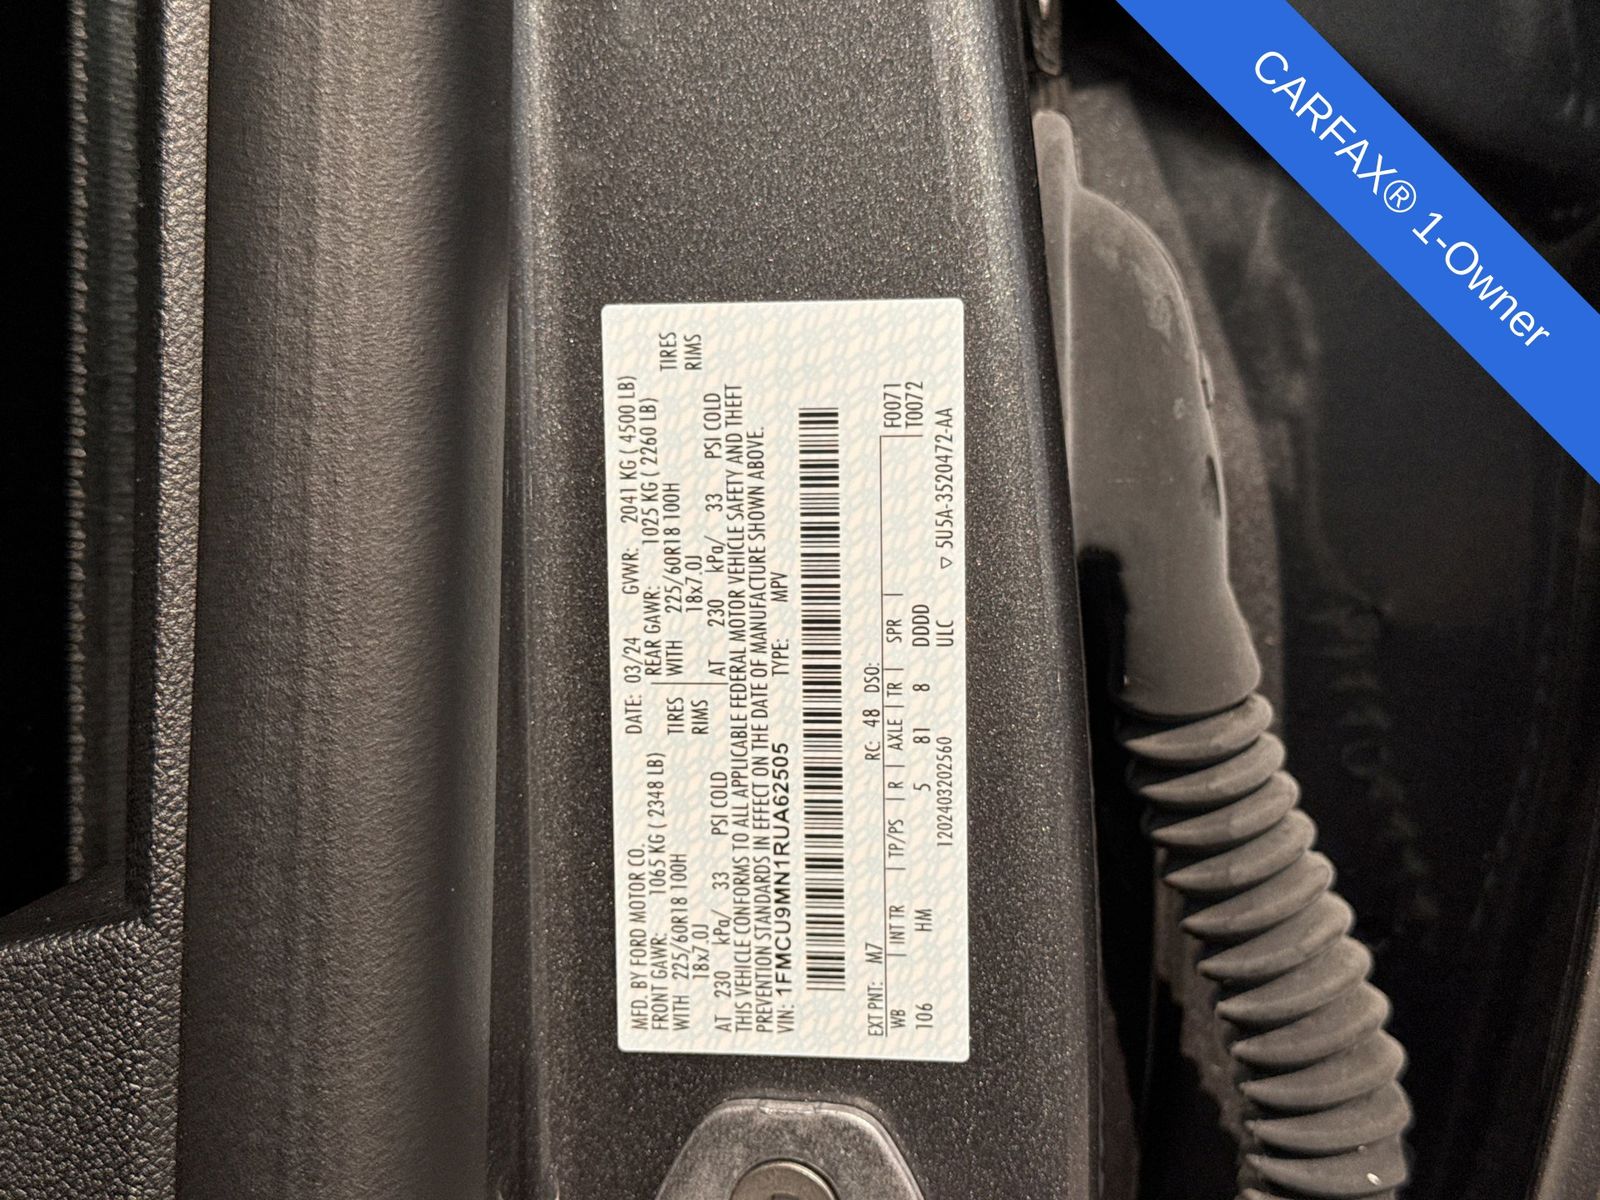 MFD. BY FORD MOTOR CO.
DATE: 03/24 GVWR: 2041 KG ( 4500 LB)
FRONT GAWR: 1065 KG ( 2348 LB)
REAR GAWR: 1025 KG ( 2260 LB)
WITH 225/60R18 100H TIRES
WITH 225/60R18 100H TIRES
18x7.0J RIMS
18x7.0J RIMS
AT 230 kPa/ 33 PSI COLD
AT 230 kPa/ 33 PSI COLD
THIS VEHICLE CONFORMS TO ALL APPLICABLE FEDERAL MOTOR VEHICLE SAFETY AND THEFT
PREVENTION STANDARDS IN EFFECT ON THE DATE OF MANUFACTURE SHOWN ABOVE.
VIN: 1FMCU9MN1RUA62505 TYPE: MPV
EXT PNT: M7 RC: 48 DSO:
WB | INT TR | TP/PS | R | AXLE | TR | SPR | F0071
106 HM 5 81 8 DDDD T0072
1202403202560 ULC ▽ 5U5A-3520472-AA
CARFAX® 1-Owner